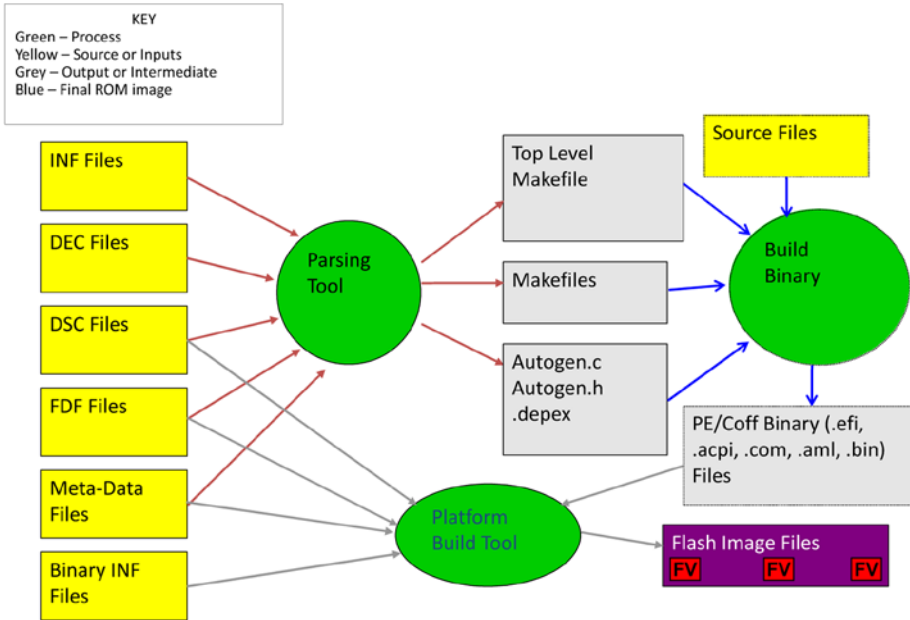 KEY
Green – Process
Yellow – Source or Inputs
Grey – Output or Intermediate
Blue – Final ROM image
INF Files
DEC Files
DSC Files
FDF Files
Meta-Data
Files
Binary INF
Files
Parsing
Tool
Top Level
Makefile
Makefiles
Autogen.c
Autogen.h
.depex
Source Files
Build
Binary
PE/Coff Binary (.efi,
.acpi, .com, .aml, .bin)
Files
Platform
Build Tool
Flash Image Files
FV
FV
FV